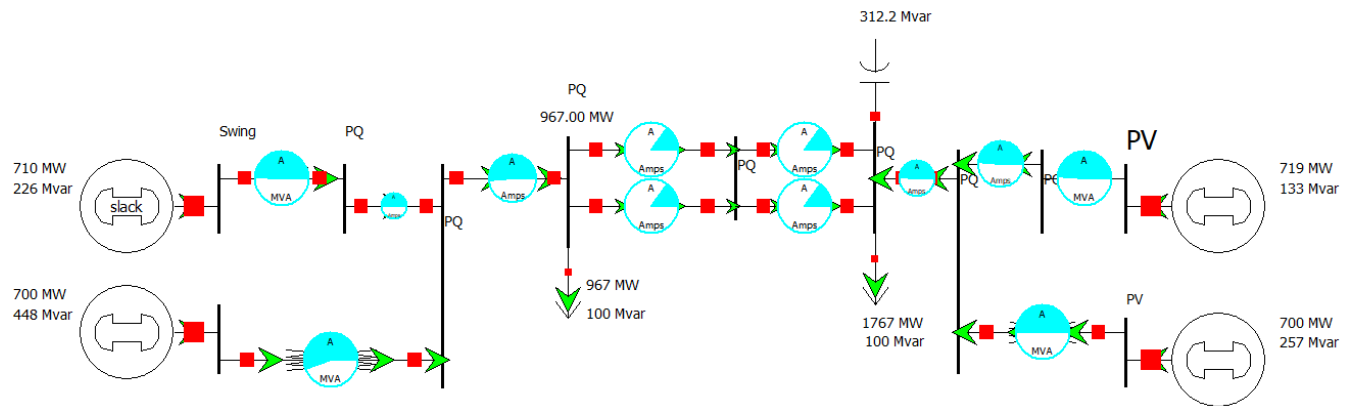 312.2 Mvar
PQ
967.00 MW
Swing
PQ
PV
710 MW
226 Mvar
slack
A
MVA
A
Amps
A
Amps
A
Amps
A
Amps
PQ
PQ
A
Amps
PQ
A
Amps
PQ
A
MVA
719 MW
133 Mvar
PQ
A
Amps
A
Amps
700 MW
448 Mvar
A
MVA
967 MW
100 Mvar
1767 MW
100 Mvar
PV
A
MVA
700 MW
257 Mvar